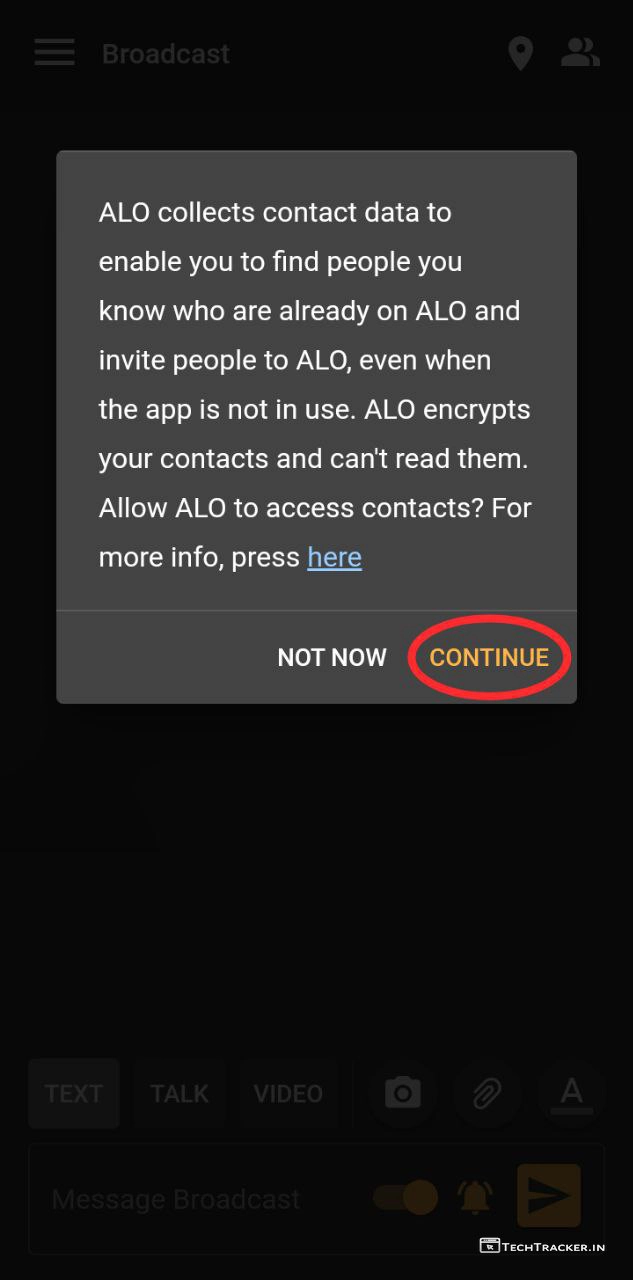 Broadcast
ALO collects contact data to
enable you to find people you
know who are already on ALO and
invite people to ALO, even when
the app is not in use. ALO encrypts
your contacts and can't read them.
Allow ALO to access contacts? For
more info, press here
NOT NOW CONTINUE
TEXT TALK VIDEO A
Message Broadcast
TECHTRACKER.IN